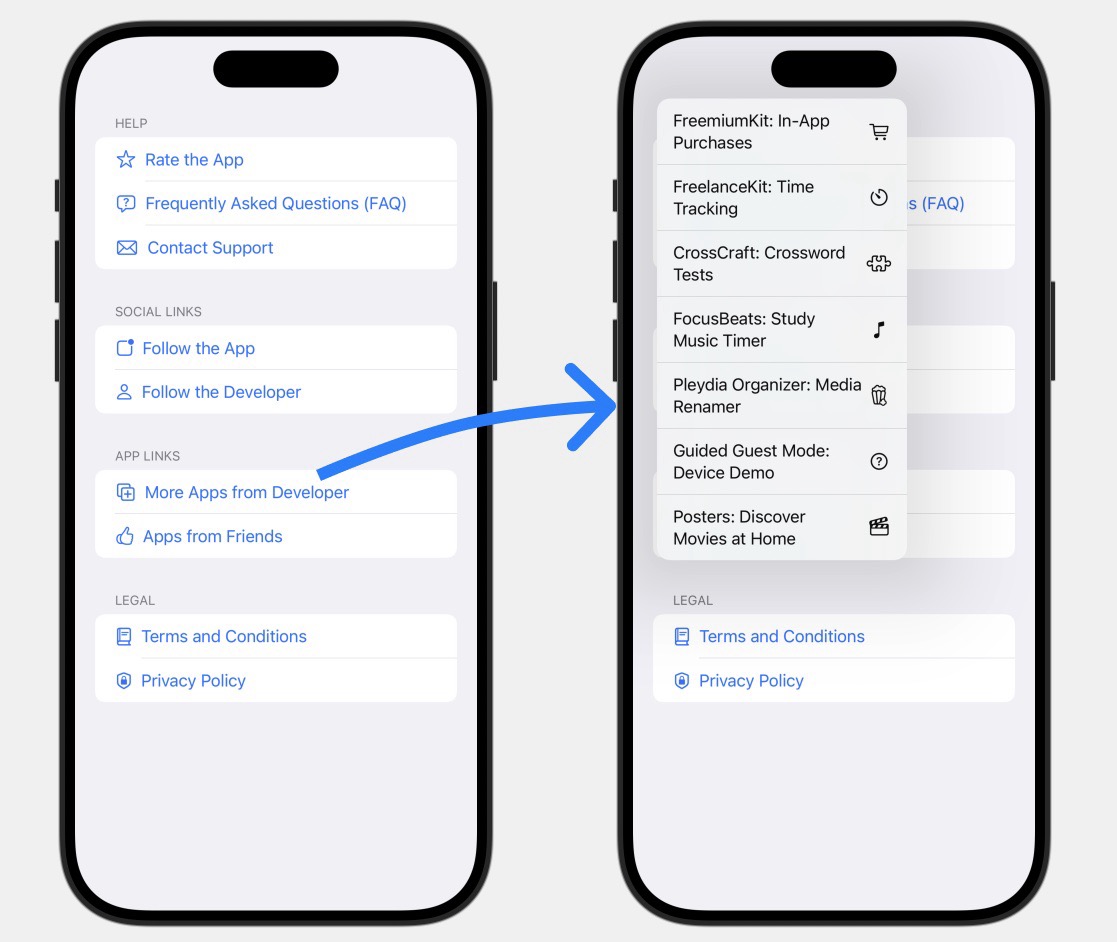 HELP
Rate the App
Frequently Asked Questions (FAQ)
Contact Support
SOCIAL LINKS
Follow the App
Follow the Developer
APP LINKS
More Apps from Developer
Apps from Friends
LEGAL
Terms and Conditions
Privacy Policy
FreemiumKit: In-App
Purchases
FreelanceKit: Time
Tracking
s (FAQ)
CrossCraft: Crossword
Tests
FocusBeats: Study
Music Timer
Pleydia Organizer: Media
Renamer
Guided Guest Mode:
Device Demo
Posters: Discover
Movies at Home
LEGAL
Terms and Conditions
Privacy Policy